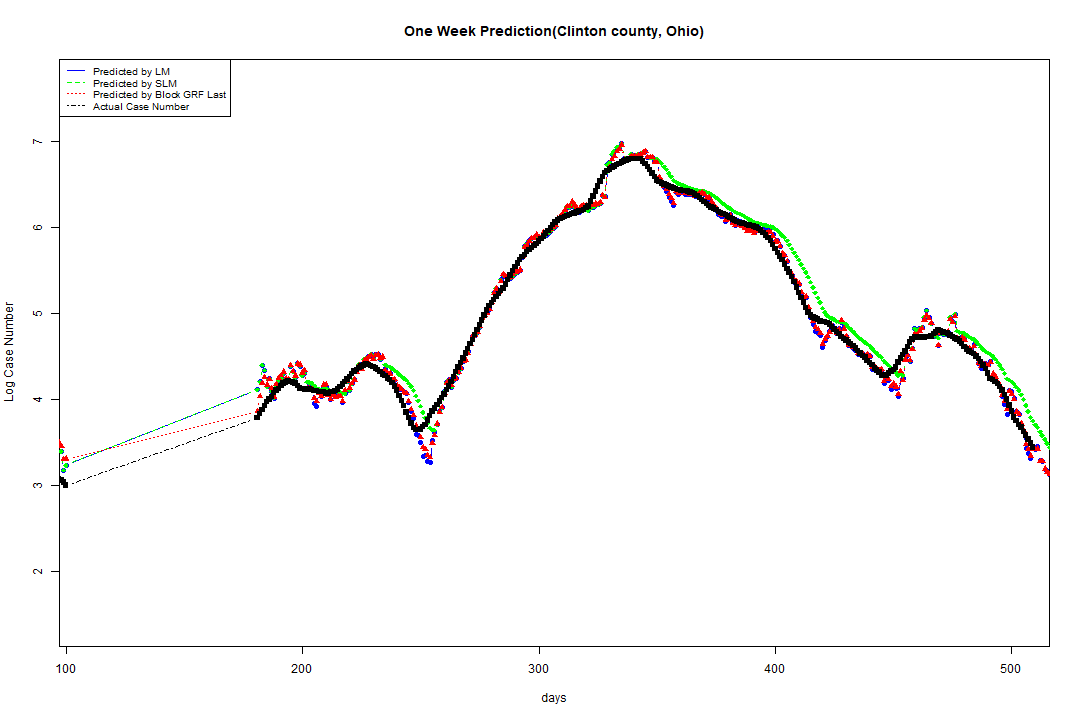 One Week Prediction(Clinton county, Ohio)
Predicted by LM
Predicted by SLM
Predicted by Block GRF Last
Actual Case Number
7
6
5
4
3
2
Log Case Number
100 200 300 400 500
days